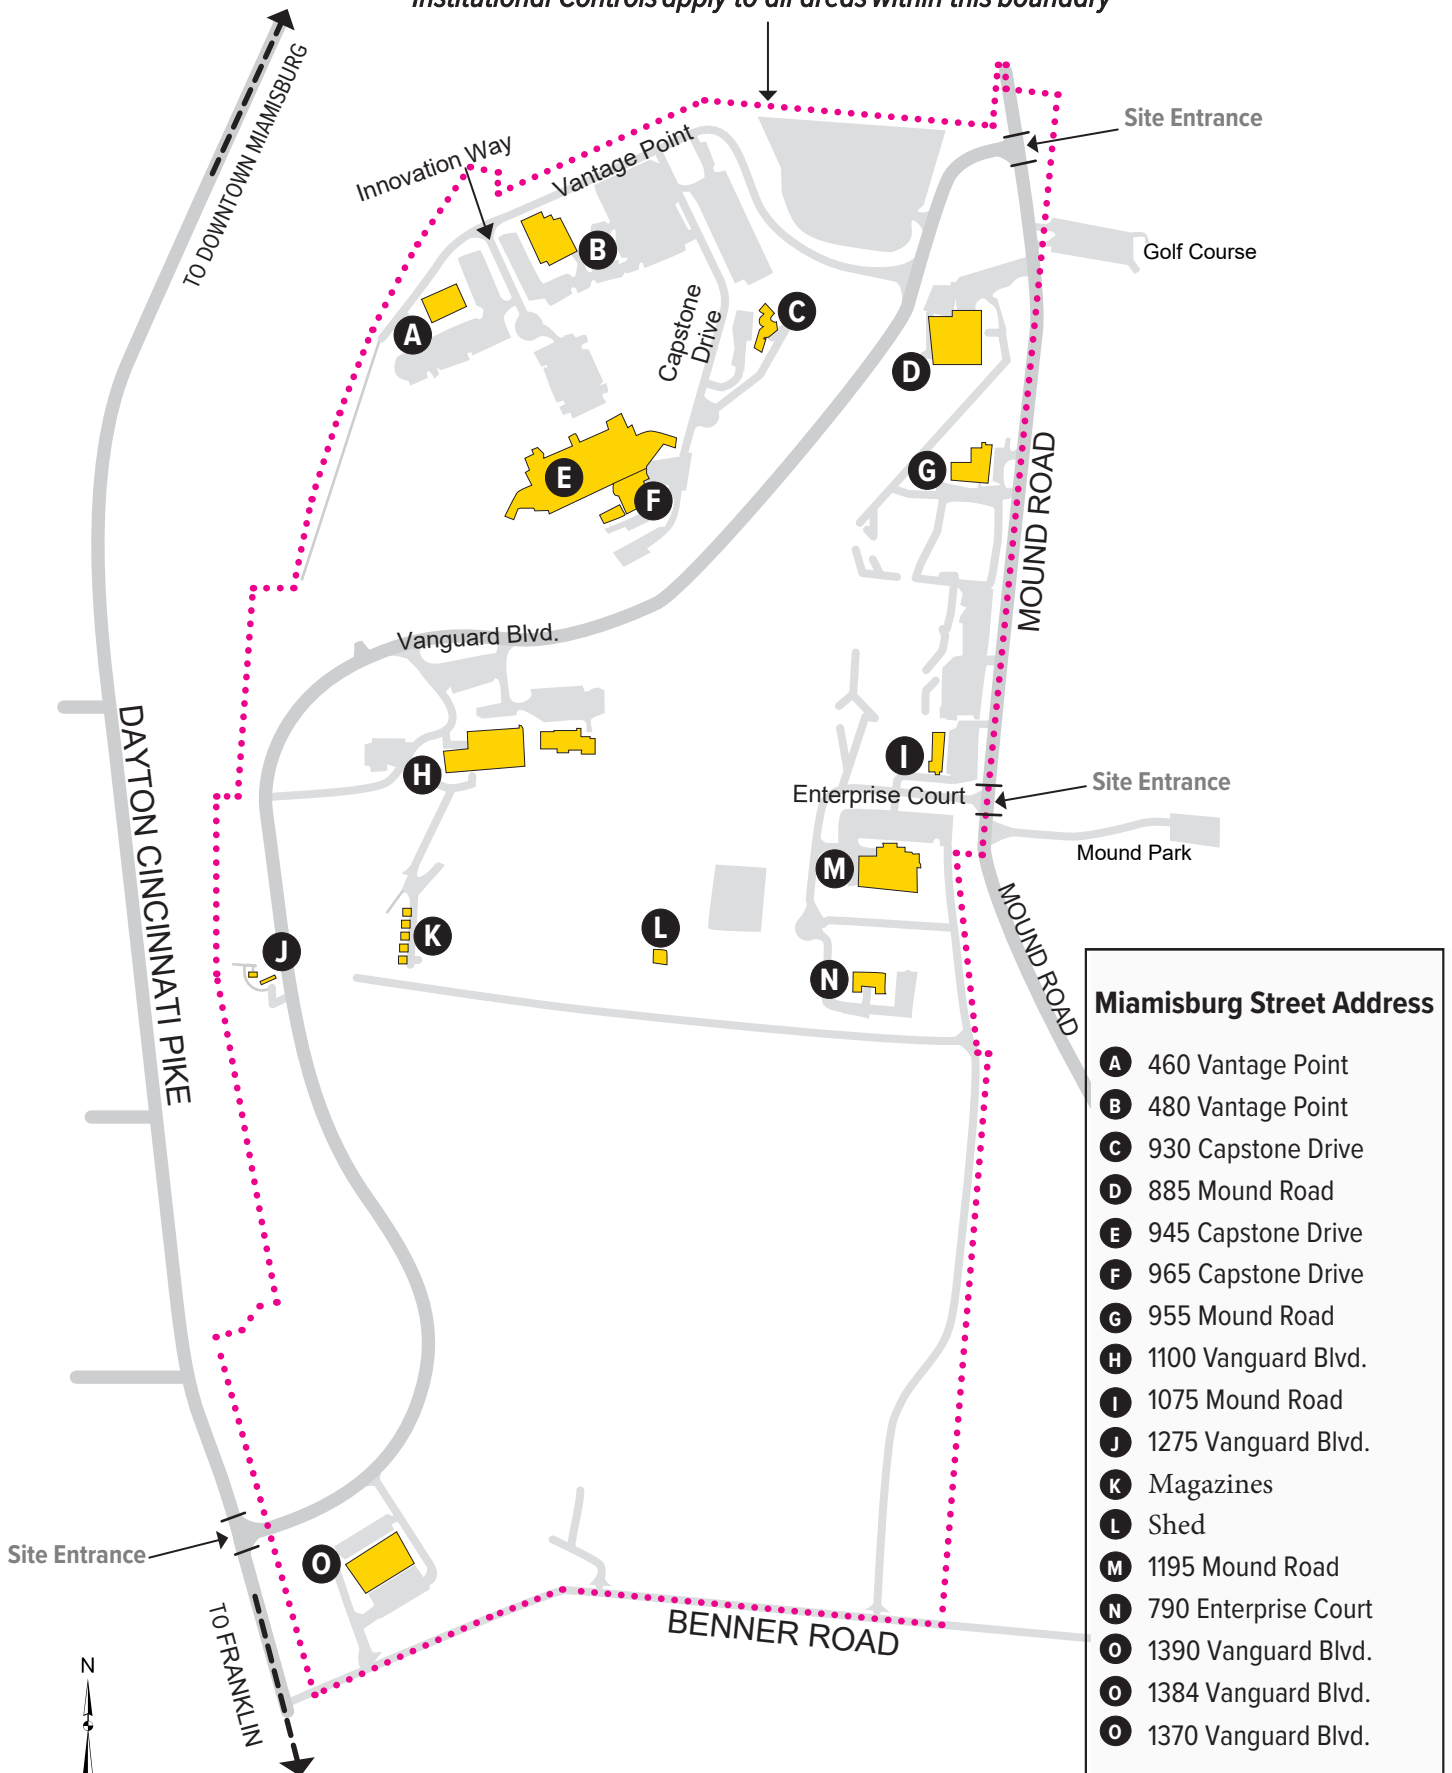 Institutional Controls apply to all areas within this boundary
TO DOWNTOWN MIAMISBURG
Site Entrance
Innovation Way
Vantage Point
Golf Course
B
A
C
Capstone
Drive
D
E
F
G
MOUND ROAD
Vanguard Blvd.
DAYTON CINCINNATI PIKE
H
I
Site Entrance
Enterprise Court
Mound Park
M
MOUND ROAD
J
K
L
N
Site Entrance
O
TO FRANKLIN
BENNER ROAD
N
Miamisburg Street Address
A 460 Vantage Point
B 480 Vantage Point
C 930 Capstone Drive
D 885 Mound Road
E 945 Capstone Drive
F 965 Capstone Drive
G 955 Mound Road
H 1100 Vanguard Blvd.
I 1075 Mound Road
J 1275 Vanguard Blvd.
K Magazines
L Shed
M 1195 Mound Road
N 790 Enterprise Court
O 1390 Vanguard Blvd.
O 1384 Vanguard Blvd.
O 1370 Vanguard Blvd.